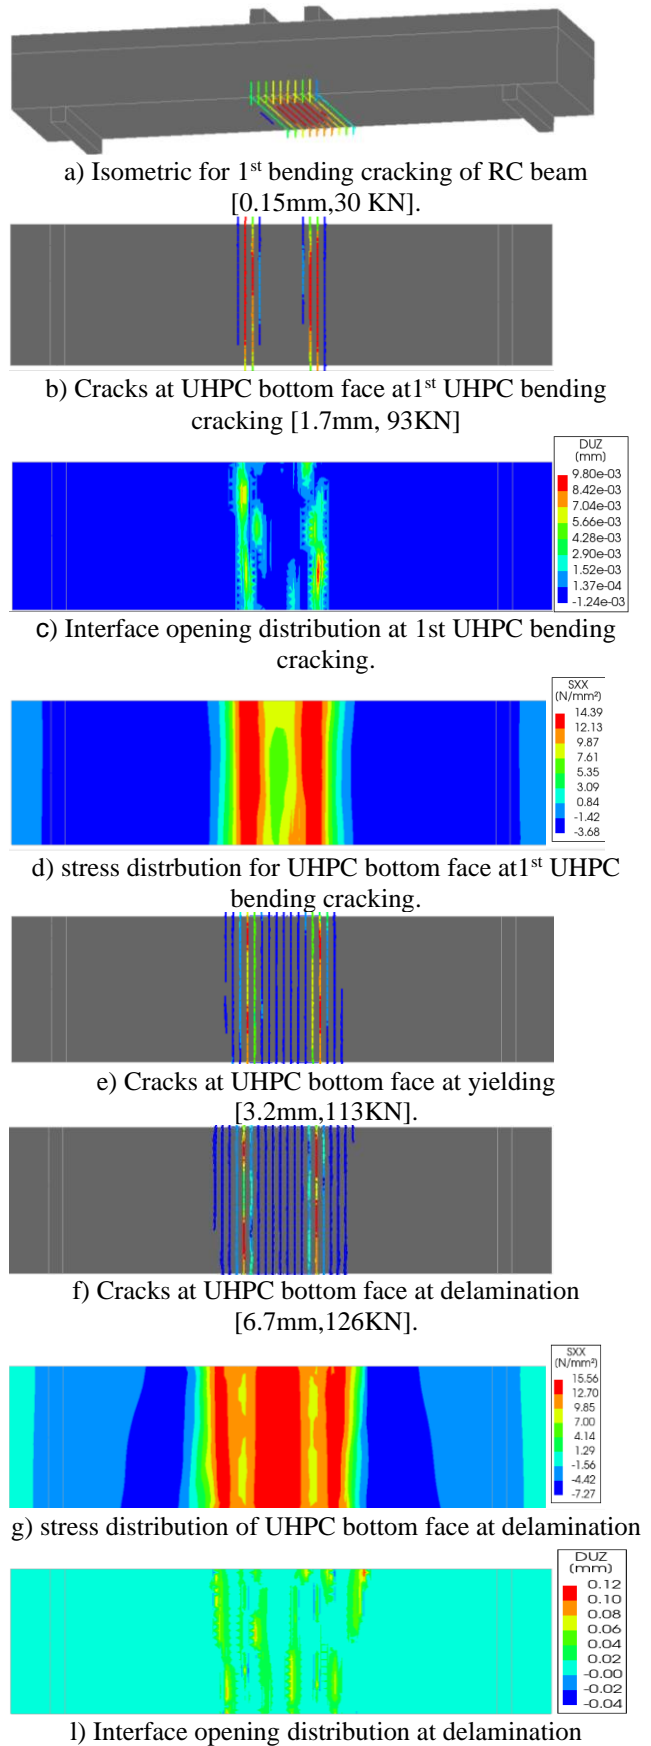 a) Isometric for 1st bending cracking of RC beam
[0.15mm,30 KN].
b) Cracks at UHPC bottom face at1st UHPC bending
cracking [1.7mm, 93KN]
DUZ
(mm)
9.80e-03
8.42e-03
7.04e-03
5.66e-03
4.28e-03
2.90e-03
1.52e-03
1.37e-04
-1.24e-03
c) Interface opening distribution at 1st UHPC bending
cracking.
SXX
(N/mm²)
14.39
12.13
9.87
7.61
5.35
3.09
0.84
-1.42
-3.68
d) stress distrbution for UHPC bottom face at1st UHPC
bending cracking.
e) Cracks at UHPC bottom face at yielding
[3.2mm,113KN].
f) Cracks at UHPC bottom face at delamination
[6.7mm,126KN].
SXX
(N/mm²)
15.56
12.70
9.85
7.00
4.14
1.29
-1.56
-4.42
-7.27
g) stress distribution of UHPC bottom face at delamination
DUZ
(mm)
0.12
0.10
0.08
0.06
0.04
0.02
-0.00
-0.02
-0.04
l) Interface opening distribution at delamination